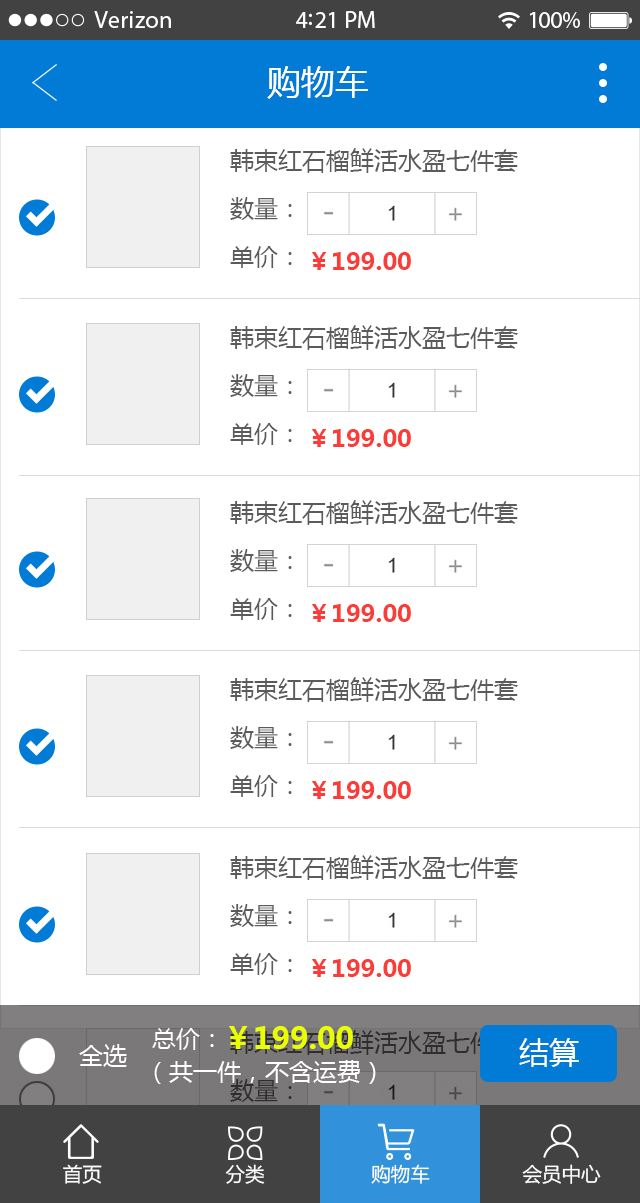 Verizon 4:21 PM 100%
购物车
韩束红石榴鲜活水盈七件套
数量： - 1 +
单价： ¥199.00
韩束红石榴鲜活水盈七件套
数量： - 1 +
单价： ¥199.00
韩束红石榴鲜活水盈七件套
数量： - 1 +
单价： ¥199.00
韩束红石榴鲜活水盈七件套
数量： - 1 +
单价： ¥199.00
韩束红石榴鲜活水盈七件套
数量： - 1 +
单价： ¥199.00
韩束红石榴鲜活水盈七件套
全选 总价：¥199.00 结算
（共一件，不含运费）
数量： - 1 +
首页 分类 购物车 会员中心